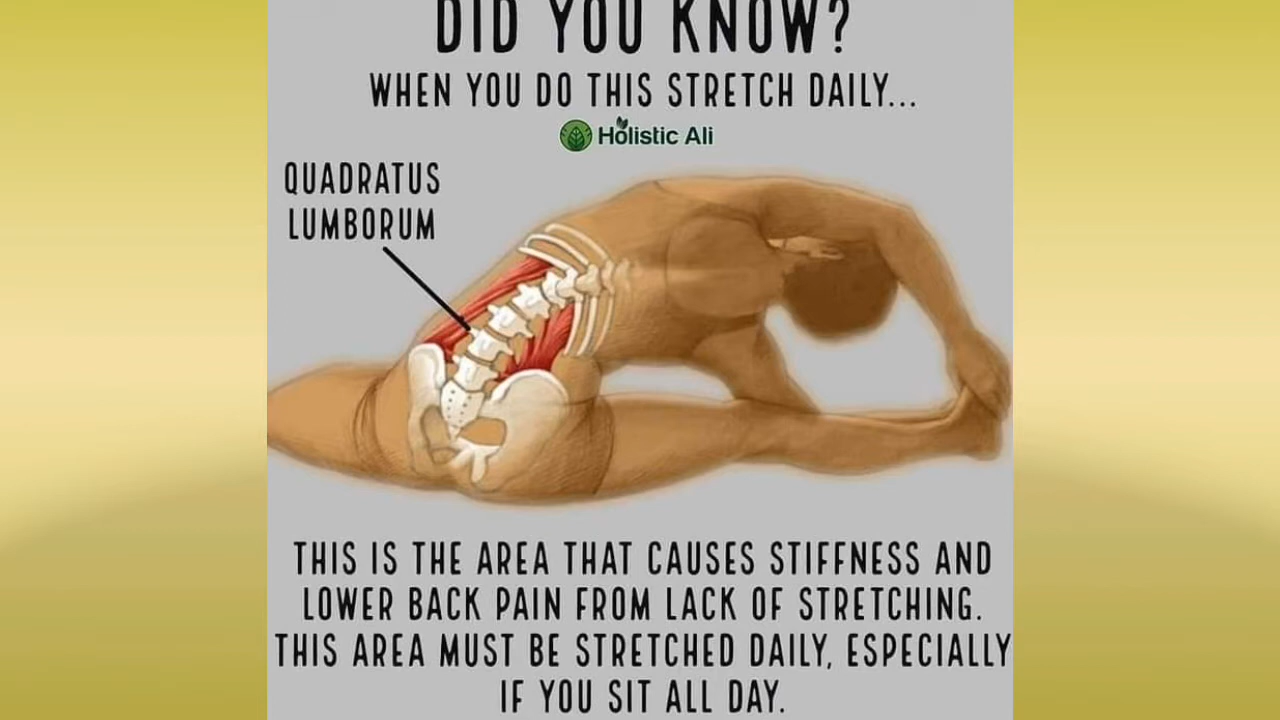 DID YOU KNOW?
WHEN YOU DO THIS STRETCH DAILY...
Holistic Ali
QUADRATUS
LUMBORUM
THIS IS THE AREA THAT CAUSES STIFFNESS AND
LOWER BACK PAIN FROM LACK OF STRETCHING.
THIS AREA MUST BE STRETCHED DAILY, ESPECIALLY
IF YOU SIT ALL DAY.